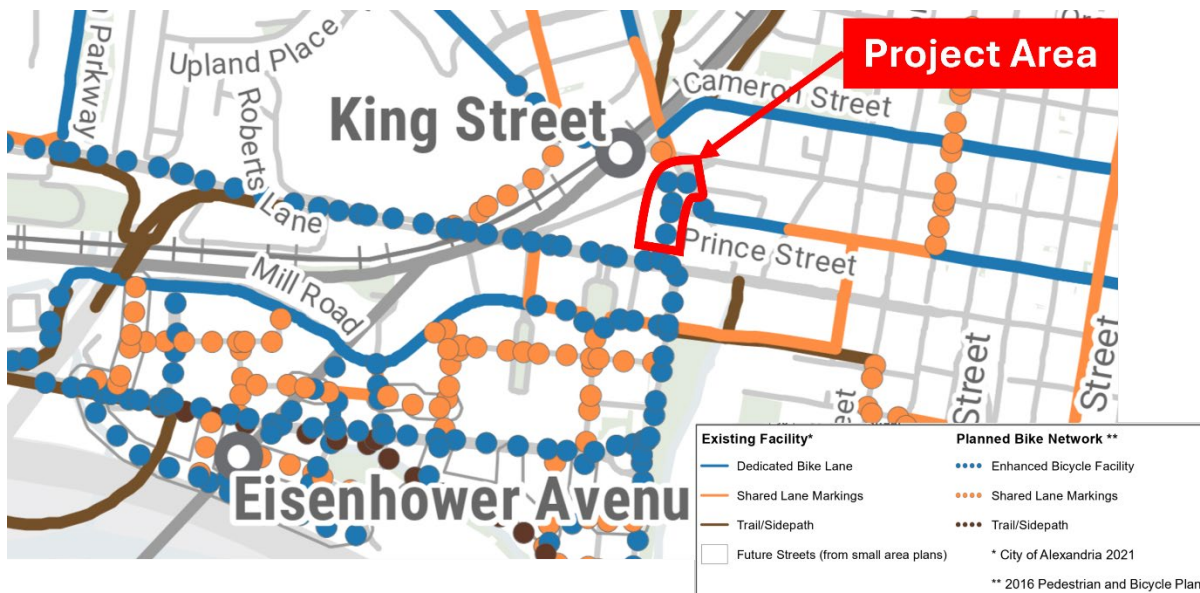 Project Area
Parkway
Upland Place
Roberts
Lane
King Street
Cameron Street
Prince Street
Mill Road
Eisenhower Avenu
Street
Street
Existing Facility*
Planned Bike Network **
Dedicated Bike Lane
Enhanced Bicycle Facility
Shared Lane Markings
Shared Lane Markings
Trail/Sidepath
Trail/Sidepath
Future Streets (from small area plans)
* City of Alexandria 2021
** 2016 Pedestrian and Bicycle Plan